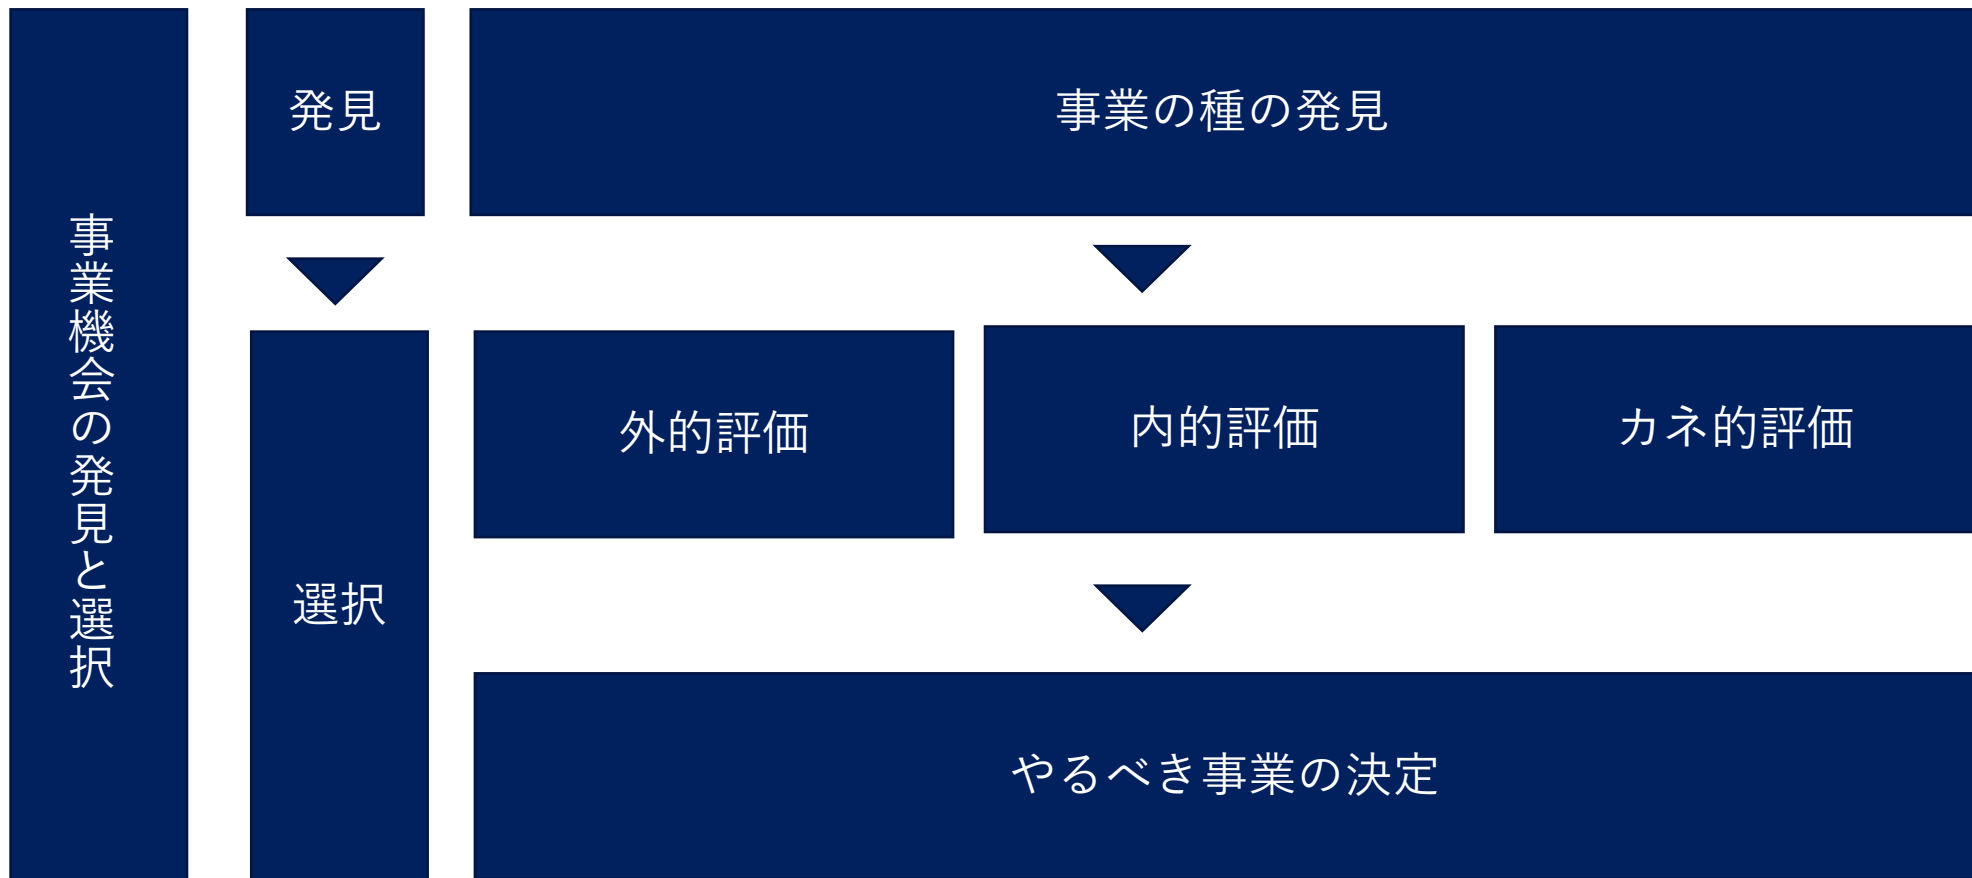 事業機会の発見と選択
発見
事業の種の発見
選択
外的評価
内的評価
カネ的評価
やるべき事業の決定